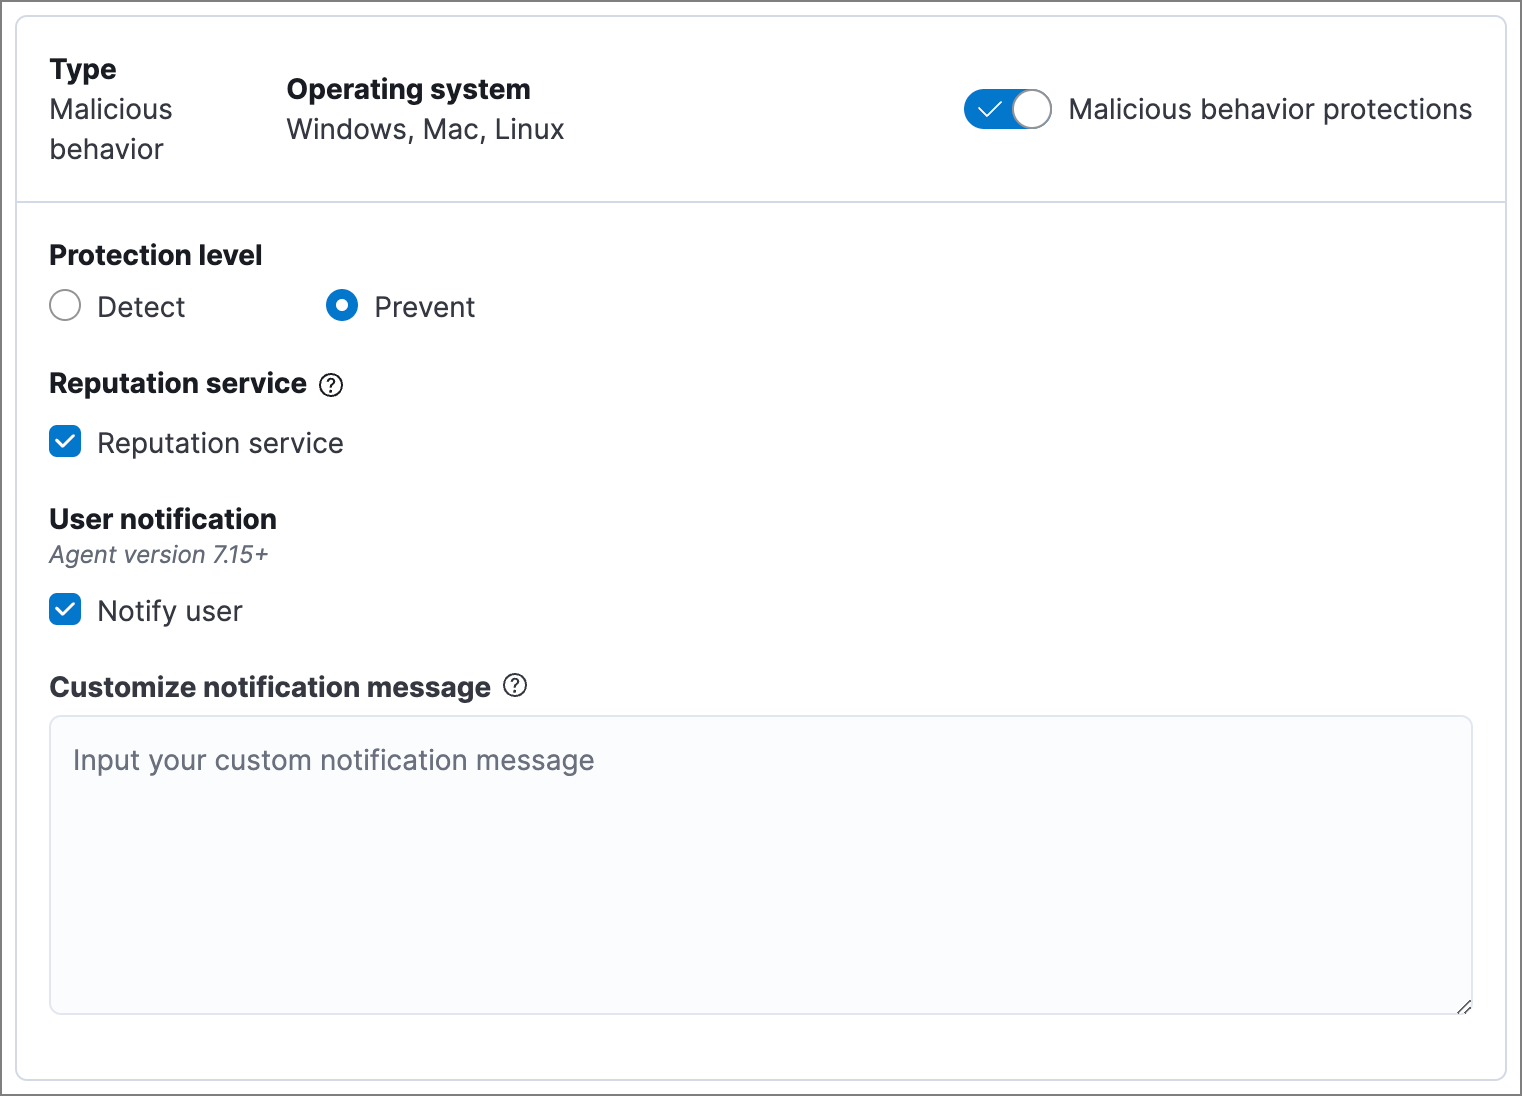 Type
Malicious
behavior
Operating system
Windows, Mac, Linux
Malicious behavior protections
Protection level
Detect
Prevent
Reputation service
Reputation service
User notification
Agent version 7.15+
Notify user
Customize notification message
Input your custom notification message